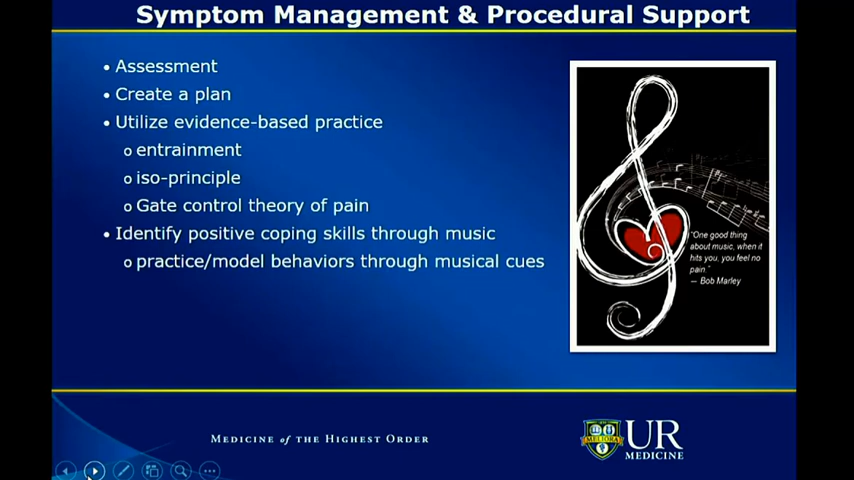 Symptom Management & Procedural Support
• Assessment
• Create a plan
• Utilize evidence-based practice
o entrainment
o iso-principle
o Gate control theory of pain
• Identify positive coping skills through music
o practice/model behaviors through musical cues
"One good thing
about music, when it
hits you, you feel no
pain."
— Bob Marley
MEDICINE of THE HIGHEST ORDER
MELIORA
UR
MEDICINE